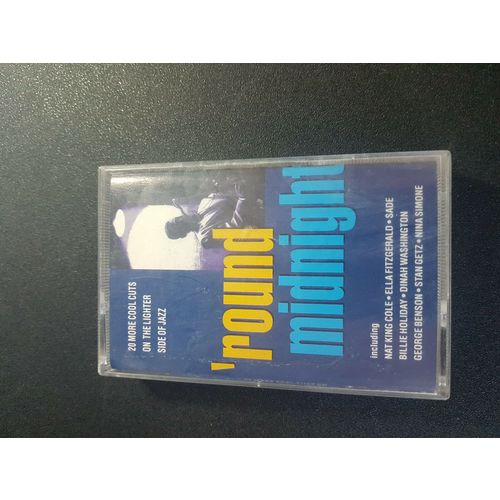 20 MORE COOL CUTS
ON THE LIGHTER
SIDE OF JAZZ
'round
midnight
including
NAT KING COLE • ELLA FITZGERALD • SADE
BILLIE HOLIDAY • DINAH WASHINGTON
GEORGE BENSON • STAN GETZ • NINA SIMONE